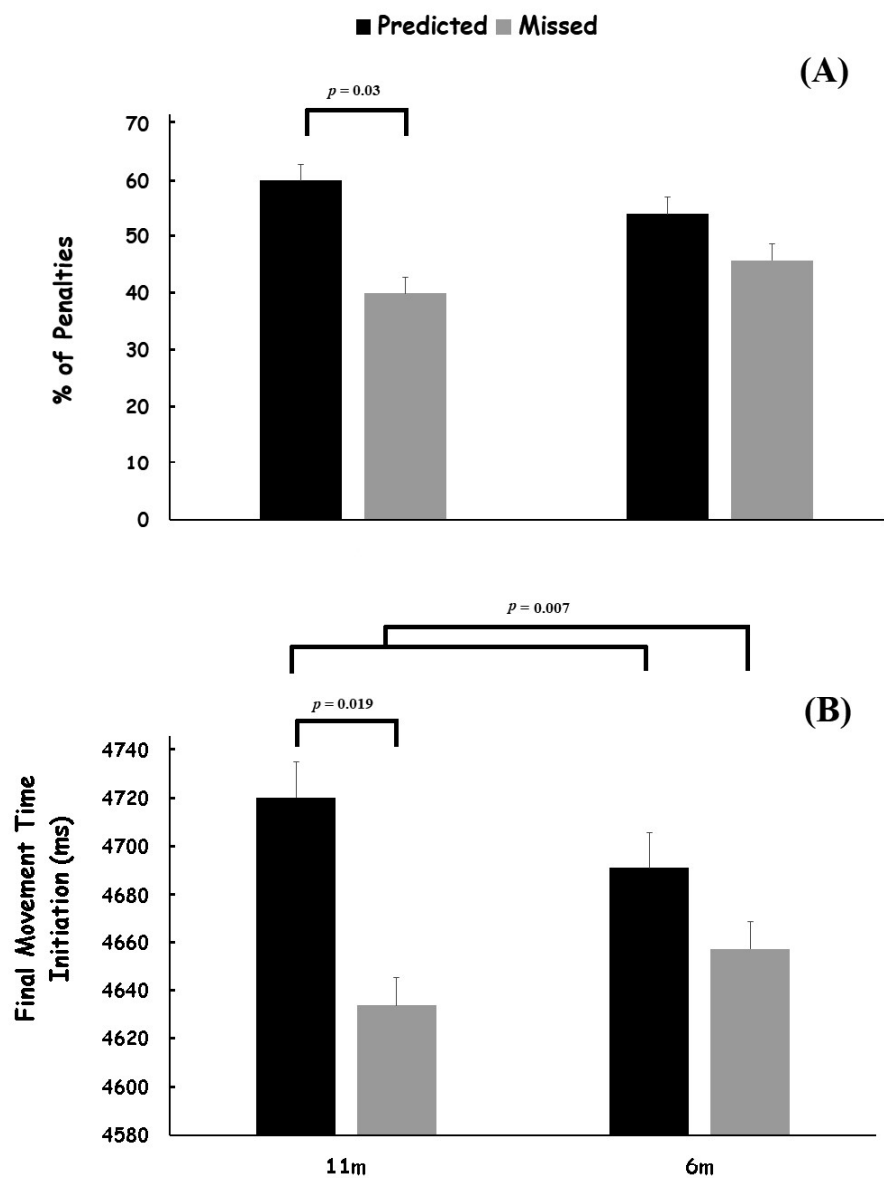 Predicted Missed
(A)
p = 0.03
70
60
50
40
30
20
10
0
% of Penalties
p = 0.007
(B)
p = 0.019
4740
4720
4700
4680
4660
4640
4620
4600
4580
Final Movement Time
Initiation (ms)
11m 6m